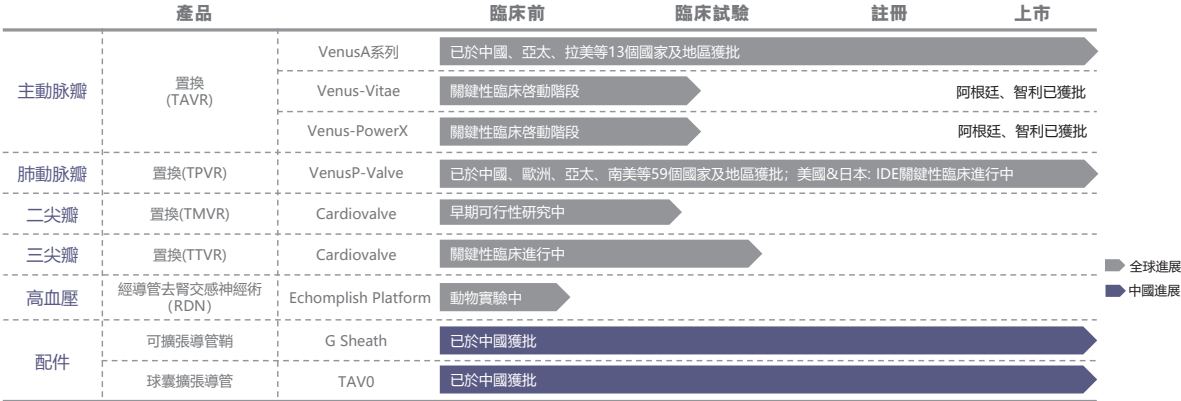 產品 臨床前 臨床試驗 註冊 上市
主動脈瓣
置換
(TAVR)
VenusA系列 已於中國、亞太、拉美等13個國家及地區獲批
Venus-Vitae 關鍵性臨床啓動階段 阿根廷、智利已獲批
Venus-PowerX 關鍵性臨床啓動階段 阿根廷、智利已獲批
肺動脈瓣 置換(TPVR) VenusP-Valve 已於中國、歐洲、亞太、南美等59個國家及地區獲批；美國&日本: IDE關鍵性臨床進行中
二尖瓣 置換(TMVR) Cardiovalve 早期可行性研究中
三尖瓣 置換(TTVR) Cardiovalve 關鍵性臨床進行中
高血壓
經導管去腎交感神經術
(RDN)
Echomplish Platform 動物實驗中
配件
可擴張導管鞘 G Sheath 已於中國獲批
球囊擴張導管 TAV0 已於中國獲批
全球進展
中國進展